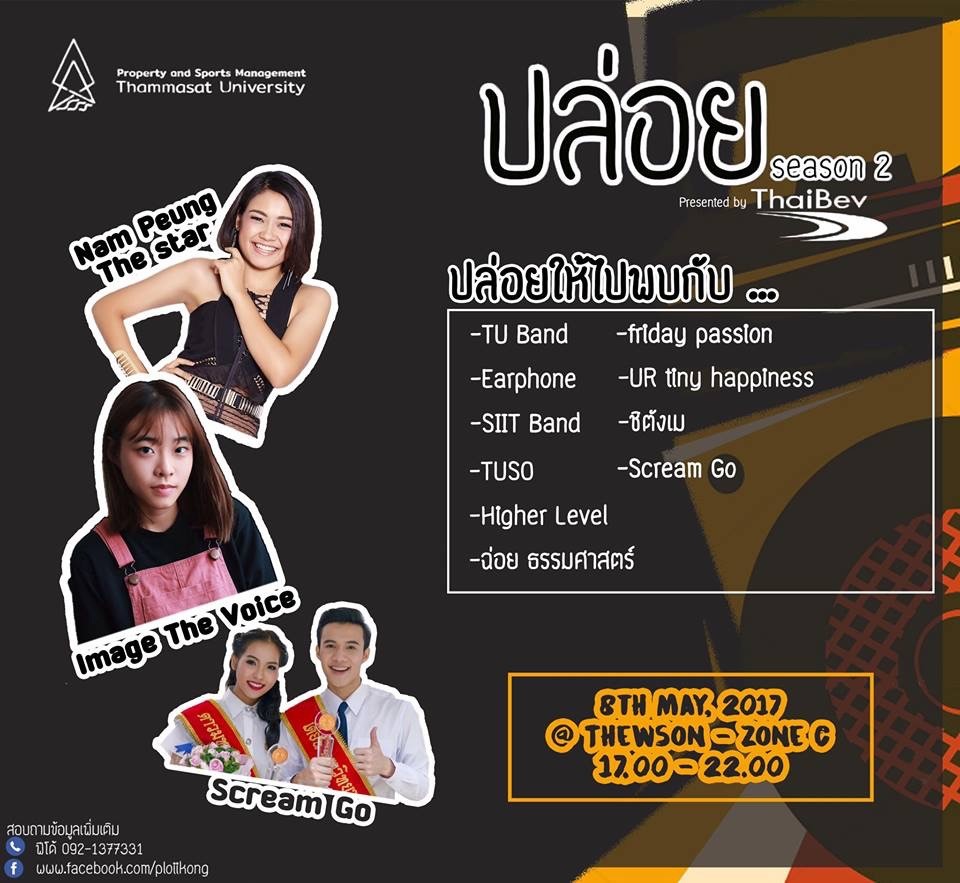 Property and Sports Management
Thammasat University
ปล่อย
season 2
Presented by ThaiBev
Nam Peung
The star
ปล่อยให้ไปพบกับ ...
-TU Band
-friday passion
-Earphone
-UR tiny happiness
-SIIT Band
-ชิตังเม
-TUSO
-Scream Go
-Higher Level
-ฉ่อย ธรรมศาสตร์
Image The Voice
Scream Go
8TH MAY, 2017
@ THEWSON - ZONE C
17.00 - 22.00
สอบถามข้อมูลเพิ่มเติม
พีโด้ 092-1377331
www.facebook.com/ploiikong